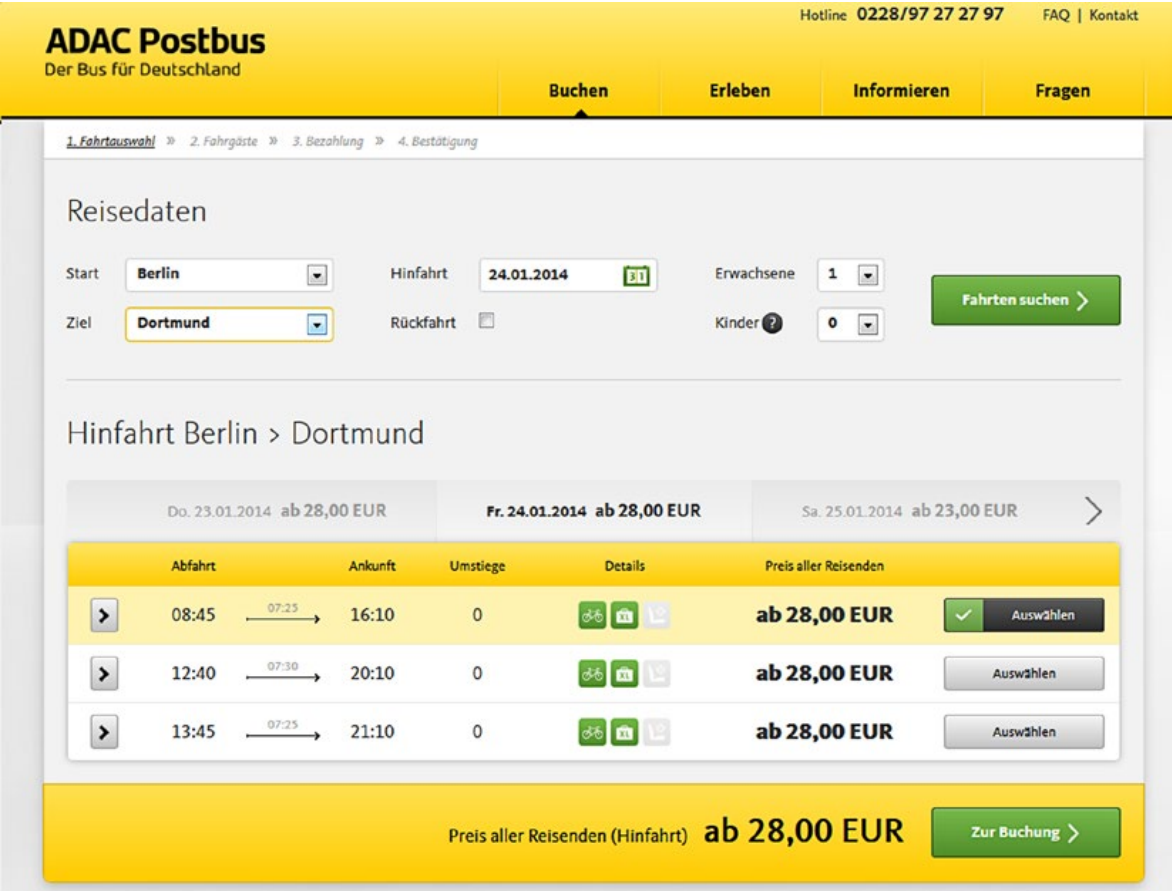 Hotline 0228/97 27 27 97 FAQ | Kontakt
ADAC Postbus
Der Bus für Deutschland
Buchen Erleben Informieren Fragen
1. Fahrtauswahl » 2. Fahrgäste » 3. Bezahlung » 4. Bestätigung
Reisedaten
Start Berlin Hinfahrt 24.01.2014 31 Erwachsene 1 Fahrten suchen
Ziel Dortmund Rückfahrt Kinder ? 0
Hinfahrt Berlin > Dortmund
Do. 23.01.2014 ab 28,00 EUR Fr. 24.01.2014 ab 28,00 EUR Sa. 25.01.2014 ab 23,00 EUR
Abfahrt Ankunft Umstiege Details Preis aller Reisenden
08:45 07:25 16:10 0 XL ab 28,00 EUR Auswählen
12:40 07:30 20:10 0 XL ab 28,00 EUR Auswählen
13:45 07:25 21:10 0 XL ab 28,00 EUR Auswählen
Preis aller Reisenden (Hinfahrt) ab 28,00 EUR Zur Buchung